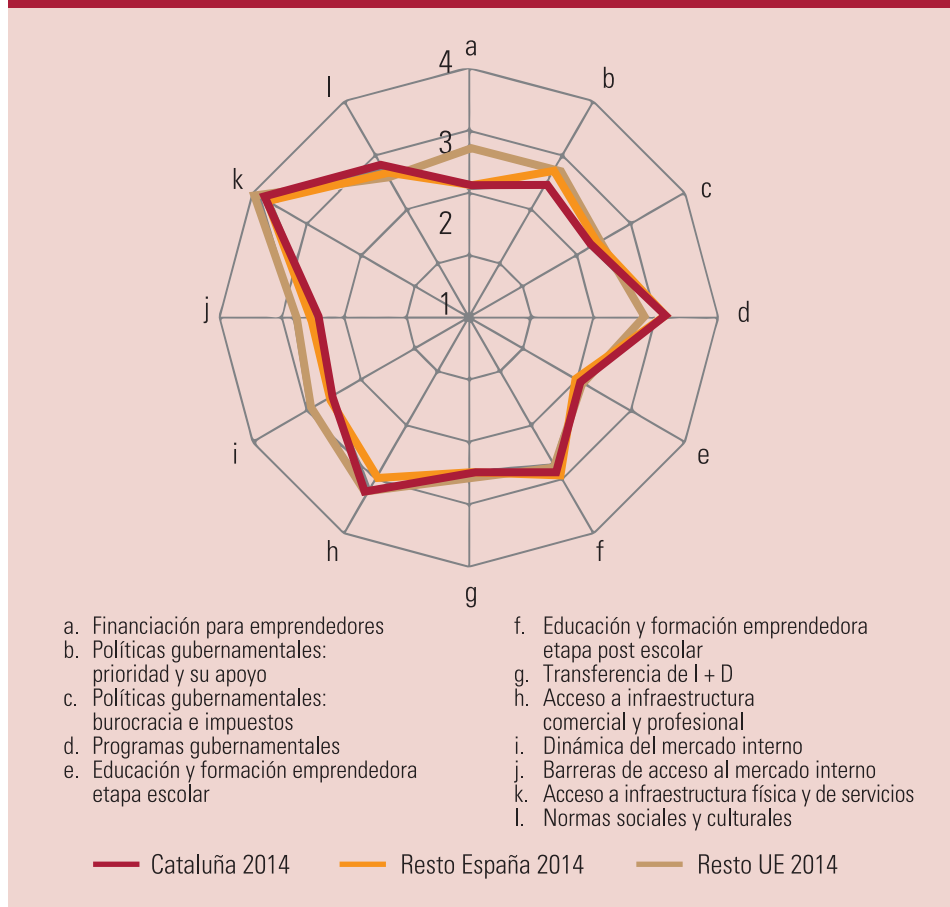 a
4
b
l
3
k
c
2
j
1
d
i
e
h
f
g
a. Financiación para emprendedores
b. Políticas gubernamentales:
prioridad y su apoyo
c. Políticas gubernamentales:
burocracia e impuestos
d. Programas gubernamentales
e. Educación y formación emprendedora
etapa escolar
f. Educación y formación emprendedora
etapa post escolar
g. Transferencia de I + D
h. Acceso a infraestructura
comercial y profesional
i. Dinámica del mercado interno
j. Barreras de acceso al mercado interno
k. Acceso a infraestructura física y de servicios
l. Normas sociales y culturales
Cataluña 2014
Resto España 2014
Resto UE 2014